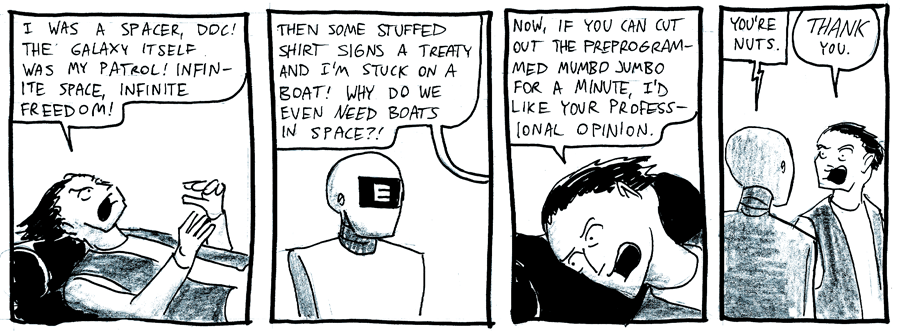 I WAS A SPACER, DOC!
THE GALAXY ITSELF
WAS MY PATROL! INFIN-
ITE SPACE, INFINITE
FREEDOM!
THEN SOME STUFFED
SHIRT SIGNS A TREATY
AND I'M STUCK ON A
BOAT! WHY DO WE
EVEN NEED BOATS
IN SPACE?!
E
NOW, IF YOU CAN CUT
OUT THE PREPROGRAM-
MED MUMBO JUMBO
FOR A MINUTE, I'D
LIKE YOUR PROFESS-
IONAL OPINION.
YOU'RE
NUTS.
THANK
YOU.